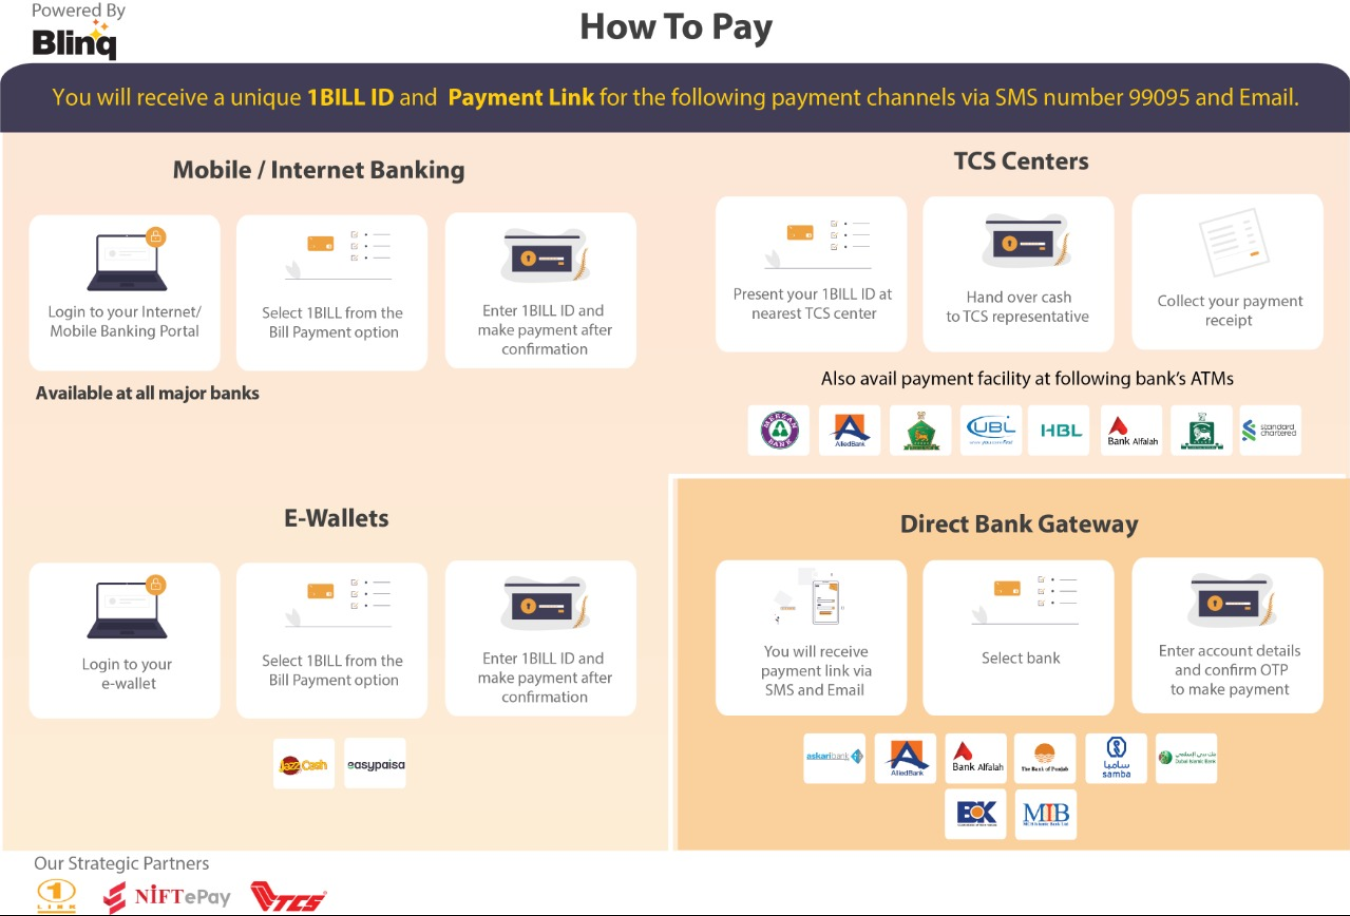 Powered By
Blinq
How To Pay
You will receive a unique 1BILL ID and Payment Link for the following payment channels via SMS number 99095 and Email.
Mobile / Internet Banking
Login to your Internet/
Mobile Banking Portal
Select 1BILL from the
Bill Payment option
Enter 1BILL ID and
make payment after
confirmation
Available at all major banks
TCS Centers
Present your 1BILL ID at
nearest TCS center
Hand over cash
to TCS representative
Collect your payment
receipt
Also avail payment facility at following bank's ATMs
MEEZAN BANK
AlliedBank
UBL
HBL
Bank Alfalah
standard
chartered
E-Wallets
Login to your
e-wallet
Select 1BILL from the
Bill Payment option
Enter 1BILL ID and
make payment after
confirmation
JazzCash
easypaisa
Direct Bank Gateway
You will receive
payment link via
SMS and Email
Select bank
Enter account details
and confirm OTP
to make payment
askaribank
AlliedBank
Bank Alfalah
The Bank of Punjab
سامبا
samba
Dubai Islamic Bank
BOK
MIB
Our Strategic Partners
1
LINK
NIFT ePay
TCS